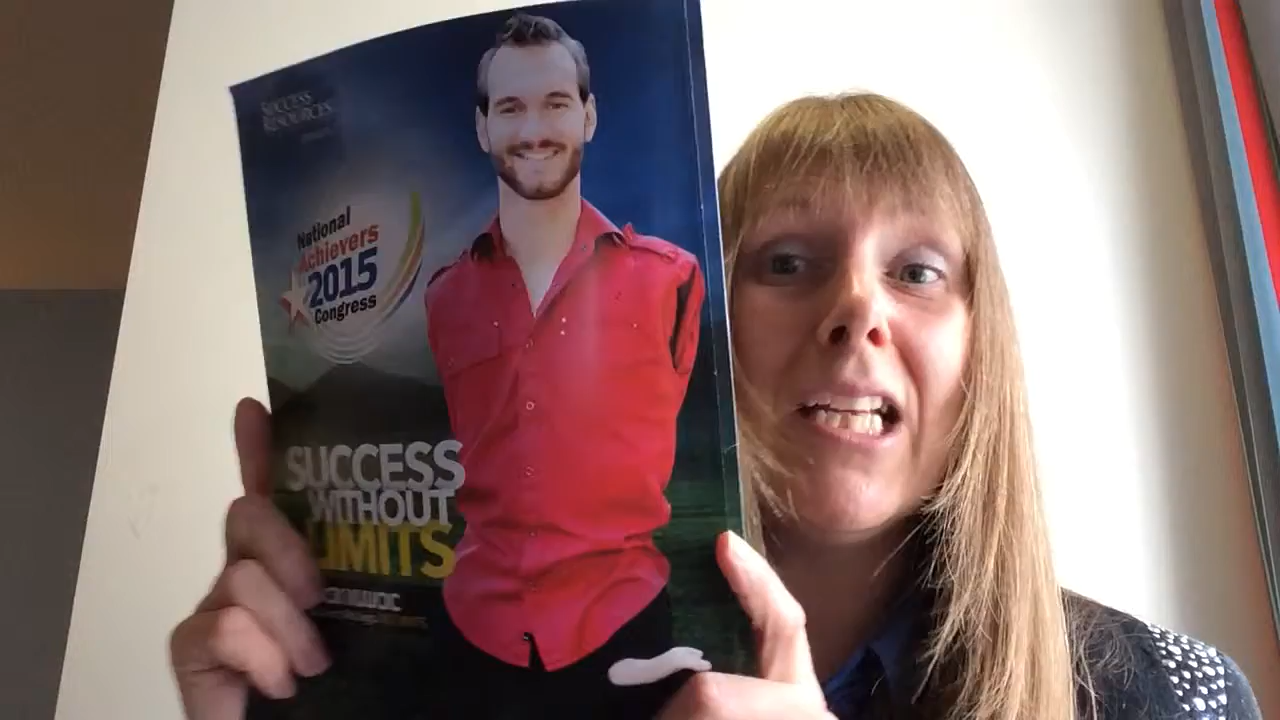 SUCCESS
RESOURCES
National
Achievers
2015
Congress
SUCCESS
WITHOUT
LIMITS